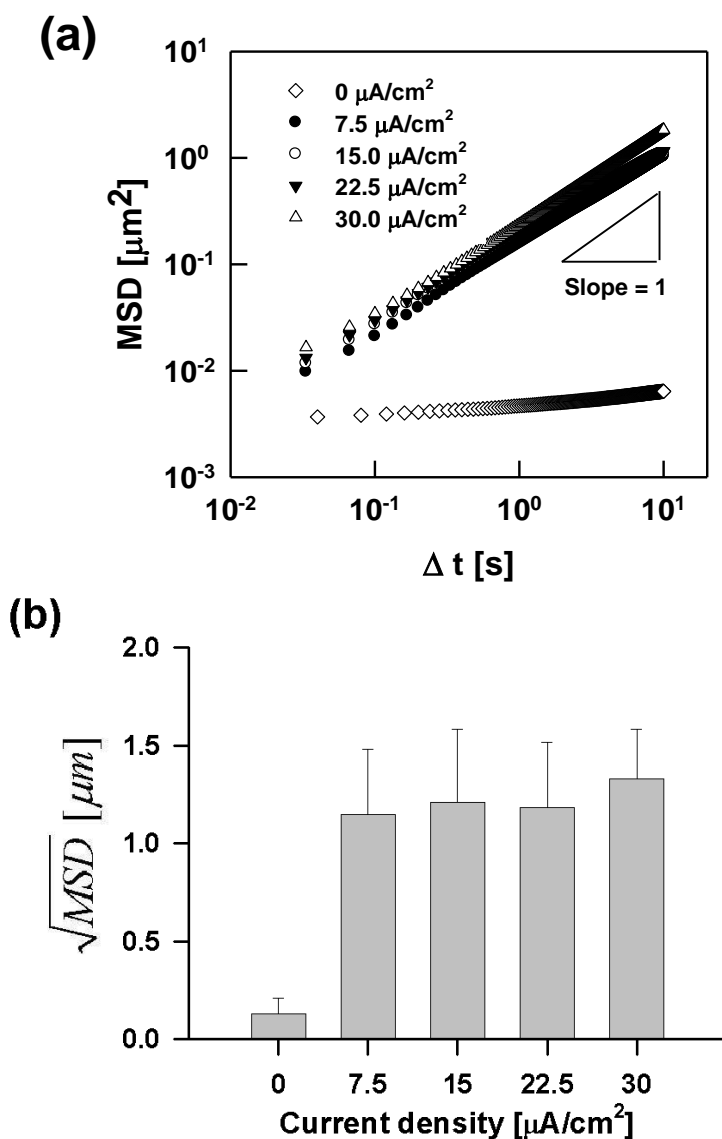 (a)
10¹
10⁰
10⁻¹
10⁻²
10⁻³
MSD [μm²]
0 μA/cm²
7.5 μA/cm²
15.0 μA/cm²
22.5 μA/cm²
30.0 μA/cm²
Slope = 1
10⁻² 10⁻¹ 10⁰ 10¹
Δ t [s]
(b)
2.0
1.5
1.0
0.5
0.0
√MSD [μm]
0 7.5 15 22.5 30
Current density [μA/cm²]